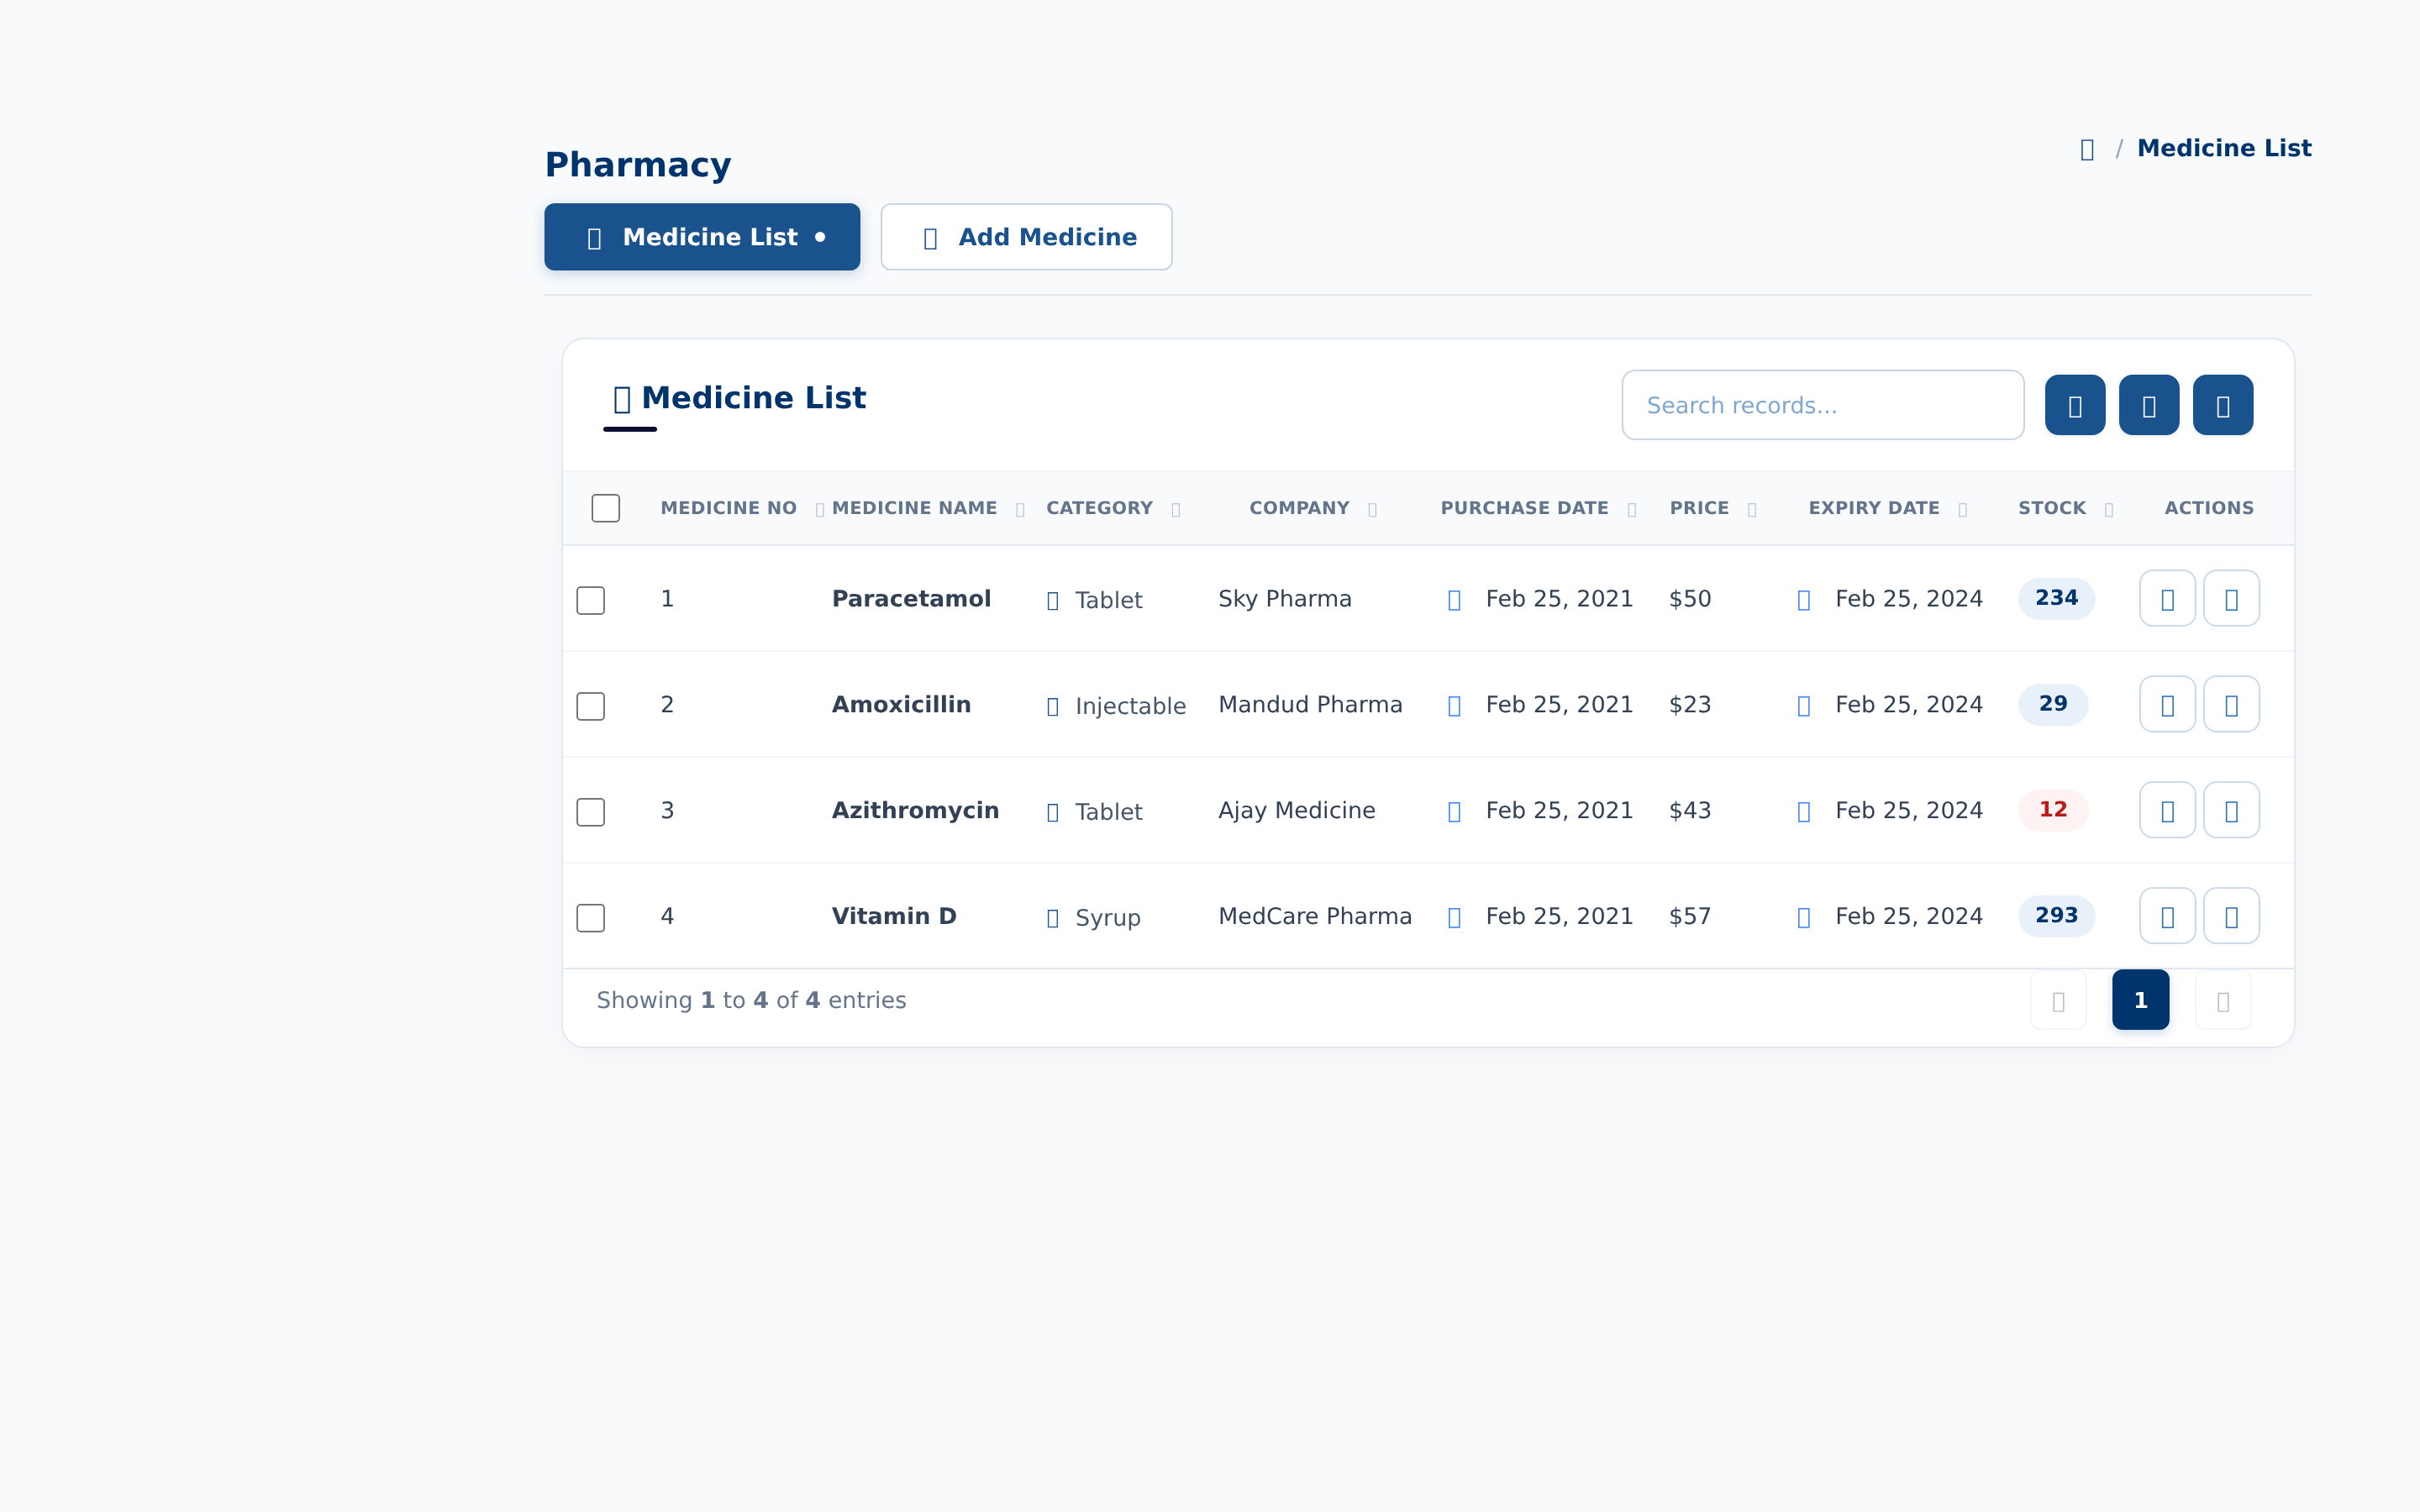 / Medicine List
Pharmacy
Medicine List •
Add Medicine
Medicine List
Search records...
MEDICINE NO MEDICINE NAME CATEGORY COMPANY PURCHASE DATE PRICE EXPIRY DATE STOCK ACTIONS
1 Paracetamol Tablet Sky Pharma Feb 25, 2021 $50 Feb 25, 2024 234
2 Amoxicillin Injectable Mandud Pharma Feb 25, 2021 $23 Feb 25, 2024 29
3 Azithromycin Tablet Ajay Medicine Feb 25, 2021 $43 Feb 25, 2024 12
4 Vitamin D Syrup MedCare Pharma Feb 25, 2021 $57 Feb 25, 2024 293
Showing 1 to 4 of 4 entries
1